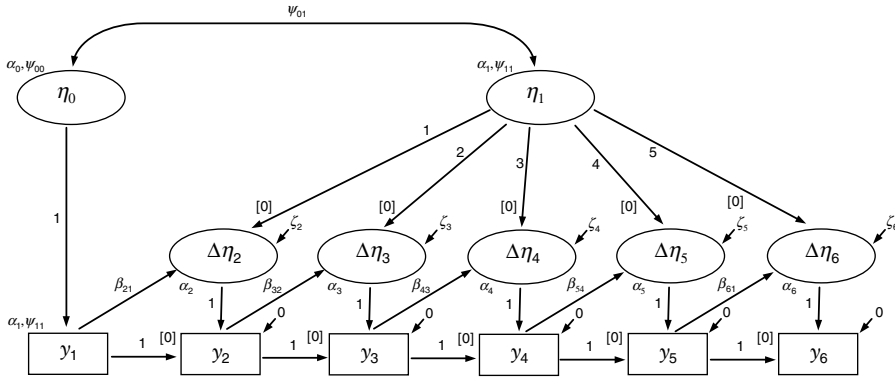 ψ₀₁
α₀,ψ₀₀
α₁,ψ₁₁
η₀
η₁
1
2
3
4
5
1
[0]
[0]
[0]
[0]
[0]
ζ₂
ζ₃
ζ₄
ζ₅
ζ₆
Δη₂
Δη₃
Δη₄
Δη₅
Δη₆
β₂₁
α₂
β₃₂
α₃
β₄₃
α₄
β₅₄
α₅
β₆₁
α₆
1
1
1
1
1
α₁,ψ₁₁
0
0
0
0
0
[0]
[0]
[0]
[0]
[0]
y₁
1
y₂
1
y₃
1
y₄
1
y₅
1
y₆